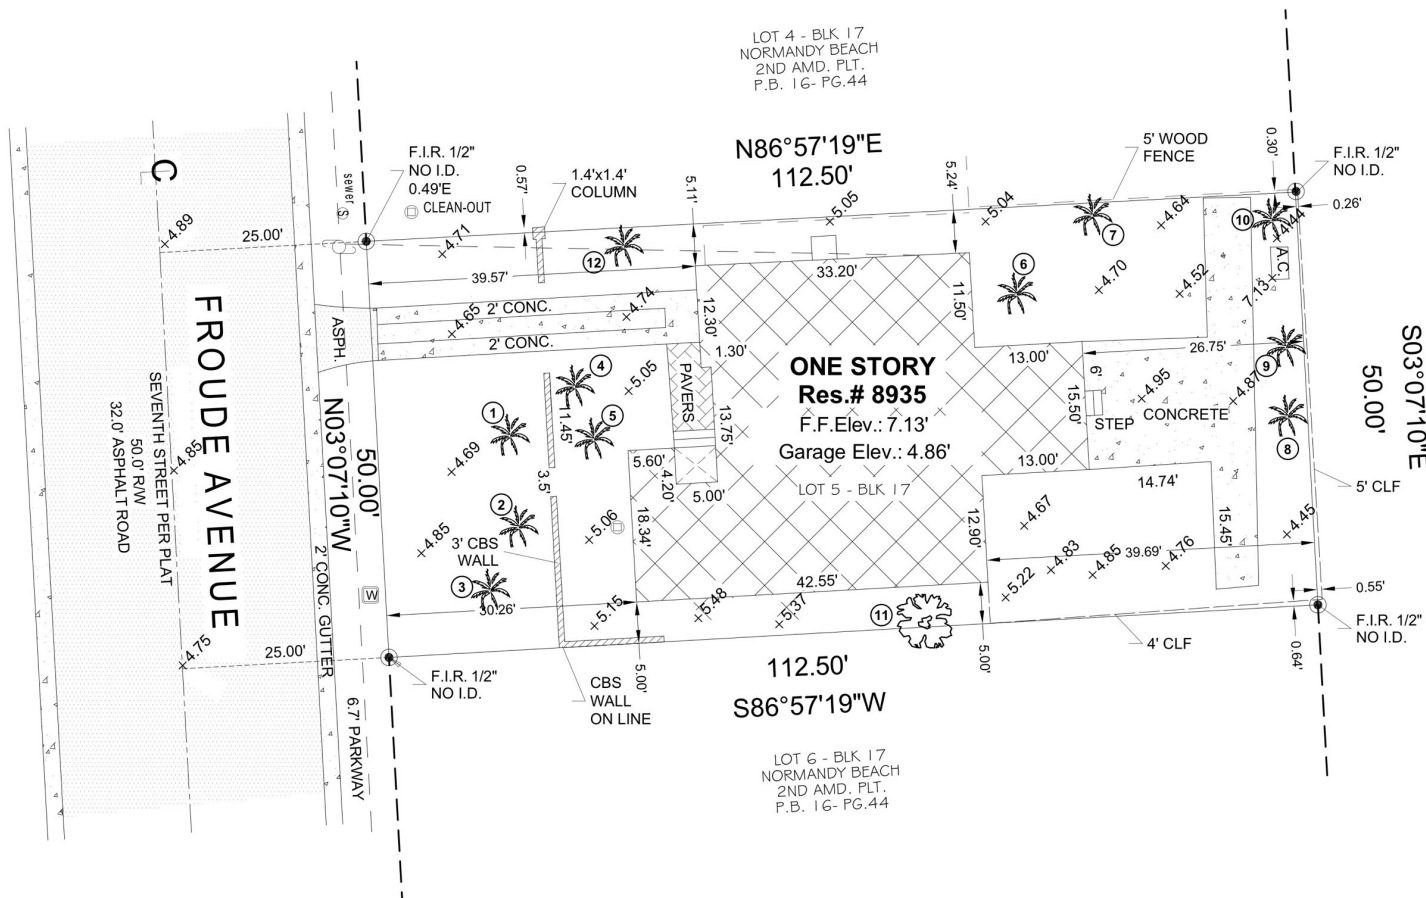 LOT 4 - BLK 17
NORMANDY BEACH
2ND AMD. PLT.
P.B. 16- PG.44
N86°57'19"E
112.50'
5' WOOD
FENCE
0.30'
F.I.R. 1/2"
NO I.D.
0.26'
F.I.R. 1/2"
NO I.D.
0.49'E
CLEAN-OUT
sewer
S
0.57'
1.4'x1.4'
COLUMN
5.11'
5.24'
5.05
5.04
4.64
4.44
10
7
6
12
C
4.89
25.00'
4.71
39.57'
33.20'
11.50'
4.70
4.52
A.C.
7.13
2' CONC.
4.65
4.74
2' CONC.
ASPH.
12.30'
1.30'
PAVERS
13.75'
ONE STORY
Res.# 8935
F.F.Elev.: 7.13'
Garage Elev.: 4.86'
LOT 5 - BLK 17
13.00'
15.50'
13.00'
26.75'
6'
4.95
4.87
STEP
CONCRETE
9
8
S03°07'10"E
50.00'
5' CLF
4
5.05
1
11.45'
5
4.69
3.5'
5.60'
4.20'
5.00'
18.34'
2
5.06
4.85
3' CBS
WALL
3
30.26'
5.15
5.48
5.37
42.55'
12.90'
14.74'
15.45'
4.67
4.83
4.85
39.69'
4.76
4.45
5.22
0.55'
F.I.R. 1/2"
NO I.D.
0.64'
4' CLF
11
5.00'
5.00'
FROUDE AVENUE
SEVENTH STREET PER PLAT
50.0' R/W
32.0' ASPHALT ROAD
4.85
4.75
25.00'
N03°07'10"W
50.00'
2' CONC. GUTTER
6.7' PARKWAY
W
F.I.R. 1/2"
NO I.D.
CBS
WALL
ON LINE
112.50'
S86°57'19"W
LOT 6 - BLK 17
NORMANDY BEACH
2ND AMD. PLT.
P.B. 16- PG.44